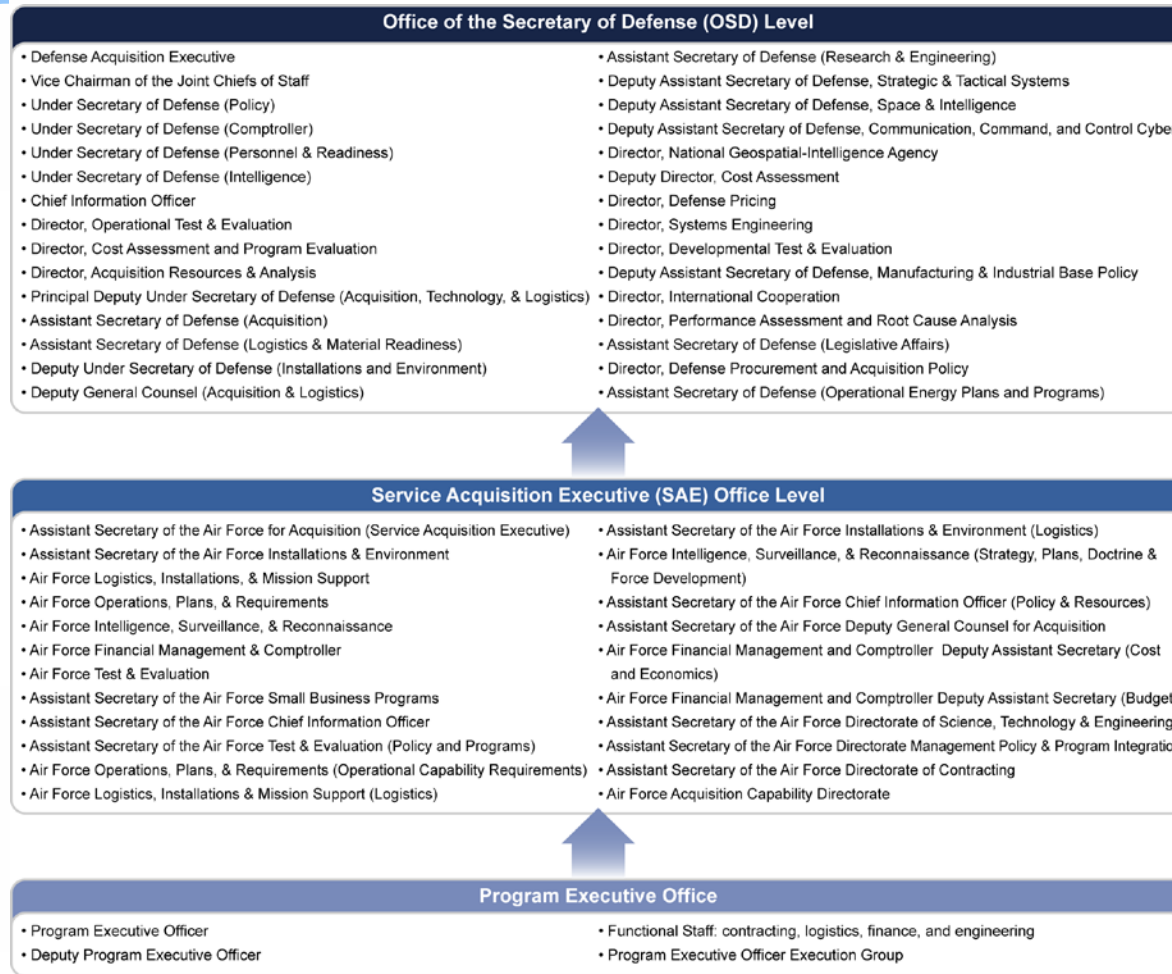 Office of the Secretary of Defense (OSD) Level
• Defense Acquisition Executive
• Vice Chairman of the Joint Chiefs of Staff
• Under Secretary of Defense (Policy)
• Under Secretary of Defense (Comptroller)
• Under Secretary of Defense (Personnel & Readiness)
• Under Secretary of Defense (Intelligence)
• Chief Information Officer
• Director, Operational Test & Evaluation
• Director, Cost Assessment and Program Evaluation
• Director, Acquisition Resources & Analysis
• Principal Deputy Under Secretary of Defense (Acquisition, Technology, & Logistics)
• Assistant Secretary of Defense (Acquisition)
• Assistant Secretary of Defense (Logistics & Material Readiness)
• Deputy Under Secretary of Defense (Installations and Environment)
• Deputy General Counsel (Acquisition & Logistics)
• Assistant Secretary of Defense (Research & Engineering)
• Deputy Assistant Secretary of Defense, Strategic & Tactical Systems
• Deputy Assistant Secretary of Defense, Space & Intelligence
• Deputy Assistant Secretary of Defense, Communication, Command, and Control Cyber
• Director, National Geospatial-Intelligence Agency
• Deputy Director, Cost Assessment
• Director, Defense Pricing
• Director, Systems Engineering
• Director, Developmental Test & Evaluation
• Deputy Assistant Secretary of Defense, Manufacturing & Industrial Base Policy
• Director, International Cooperation
• Director, Performance Assessment and Root Cause Analysis
• Assistant Secretary of Defense (Legislative Affairs)
• Director, Defense Procurement and Acquisition Policy
• Assistant Secretary of Defense (Operational Energy Plans and Programs)
Service Acquisition Executive (SAE) Office Level
• Assistant Secretary of the Air Force for Acquisition (Service Acquisition Executive)
• Assistant Secretary of the Air Force Installations & Environment
• Air Force Logistics, Installations, & Mission Support
• Air Force Operations, Plans, & Requirements
• Air Force Intelligence, Surveillance, & Reconnaissance
• Air Force Financial Management & Comptroller
• Air Force Test & Evaluation
• Assistant Secretary of the Air Force Small Business Programs
• Assistant Secretary of the Air Force Chief Information Officer
• Assistant Secretary of the Air Force Test & Evaluation (Policy and Programs)
• Air Force Operations, Plans, & Requirements (Operational Capability Requirements)
• Air Force Logistics, Installations & Mission Support (Logistics)
• Assistant Secretary of the Air Force Installations & Environment (Logistics)
• Air Force Intelligence, Surveillance, & Reconnaissance (Strategy, Plans, Doctrine &
Force Development)
• Assistant Secretary of the Air Force Chief Information Officer (Policy & Resources)
• Assistant Secretary of the Air Force Deputy General Counsel for Acquisition
• Air Force Financial Management and Comptroller Deputy Assistant Secretary (Cost
and Economics)
• Air Force Financial Management and Comptroller Deputy Assistant Secretary (Budget
• Assistant Secretary of the Air Force Directorate of Science, Technology & Engineering
• Assistant Secretary of the Air Force Directorate Management Policy & Program Integratio
• Assistant Secretary of the Air Force Directorate of Contracting
• Air Force Acquisition Capability Directorate
Program Executive Office
• Program Executive Officer
• Deputy Program Executive Officer
• Functional Staff: contracting, logistics, finance, and engineering
• Program Executive Officer Execution Group